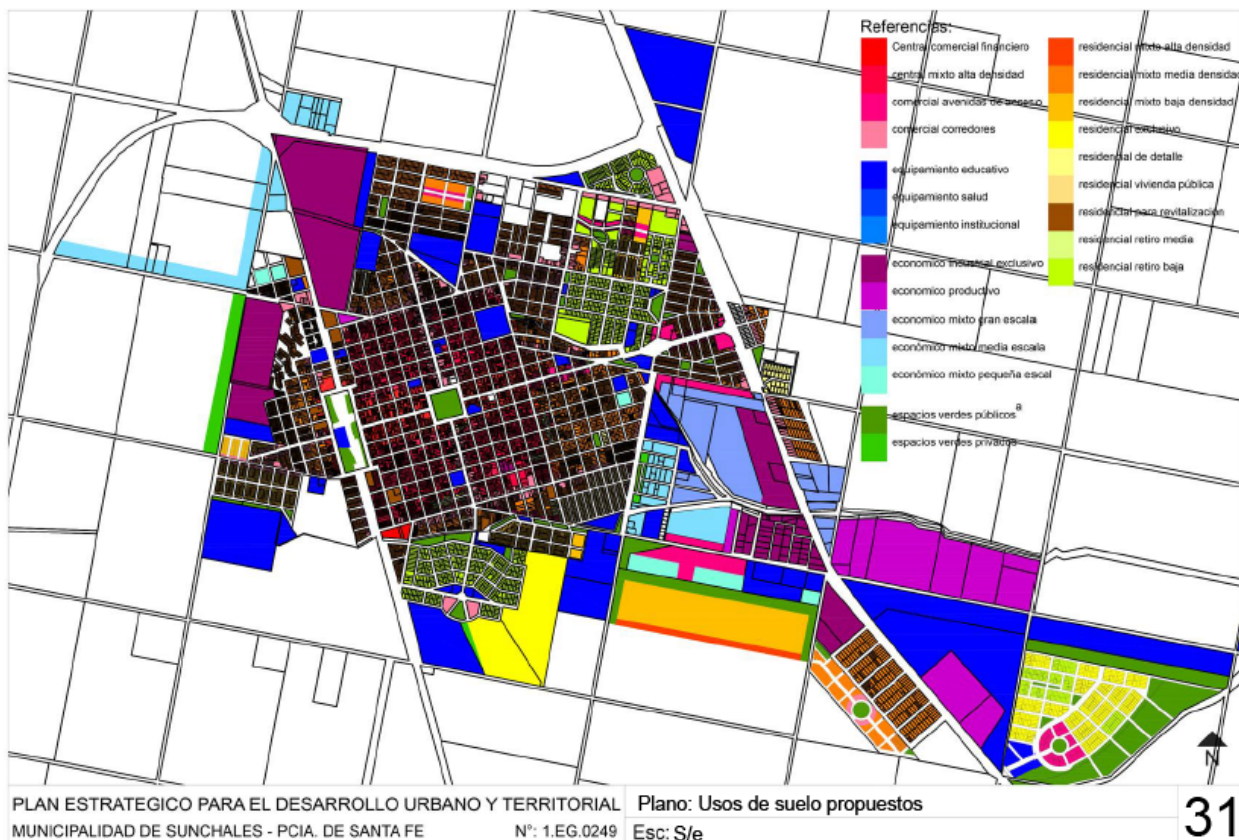 Referencias:
Central comercial financiero
central mixto alta densidad
comercial avenidas de acceso
comercial corredores
equipamiento educativo
equipamiento salud
equipamiento institucional
economico industrial exclusivo
economico productivo
economico mixto gran escala
económico mixto media escala
económico mixto pequeña escal
a
espacios verdes públicos
espacios verdes privados
residencial mixto alta densidad
residencial mixto media densidad
residencial mixto baja densidad
residencial exclusivo
residencial de detalle
residencial vivienda pública
residencial para revitalización
residencial retiro media
residencial retiro baja
N
PLAN ESTRATEGICO PARA EL DESARROLLO URBANO Y TERRITORIAL
MUNICIPALIDAD DE SUNCHALES - PCIA. DE SANTA FE N°: 1.EG.0249
Plano: Usos de suelo propuestos
Esc: S/e
31